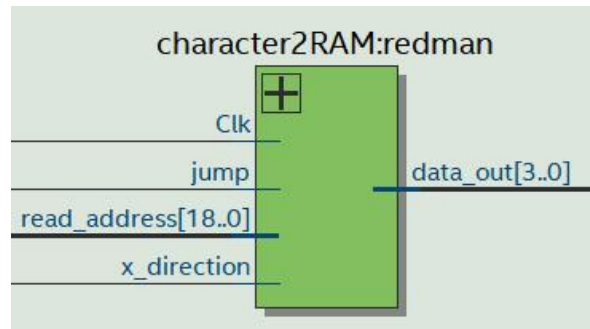 character2RAM:redman
Clk
jump
data_out[3..0]
read_address[18..0]
x_direction